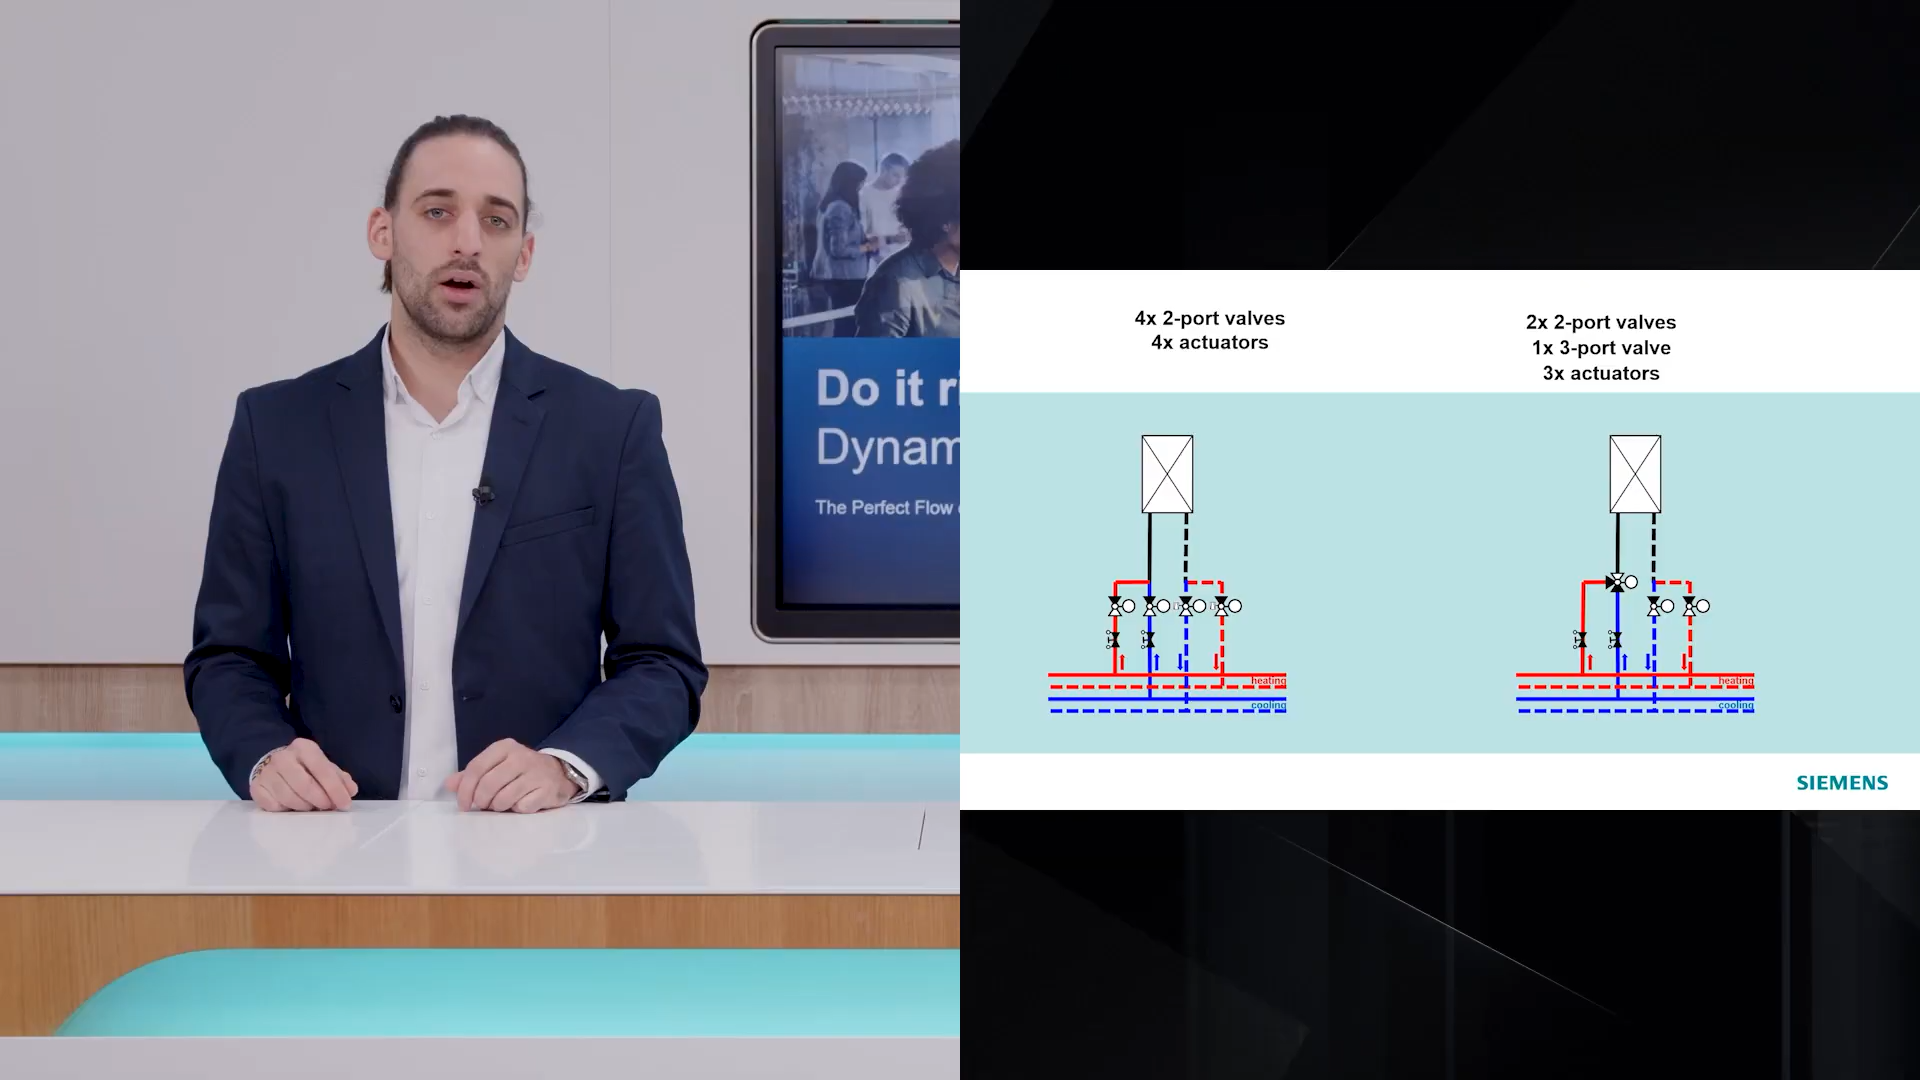 Do it
Dynam
The Perfect Flow
4x 2-port valves
4x actuators
2x 2-port valves
1x 3-port valve
3x actuators
heating
cooling
heating
cooling
SIEMENS